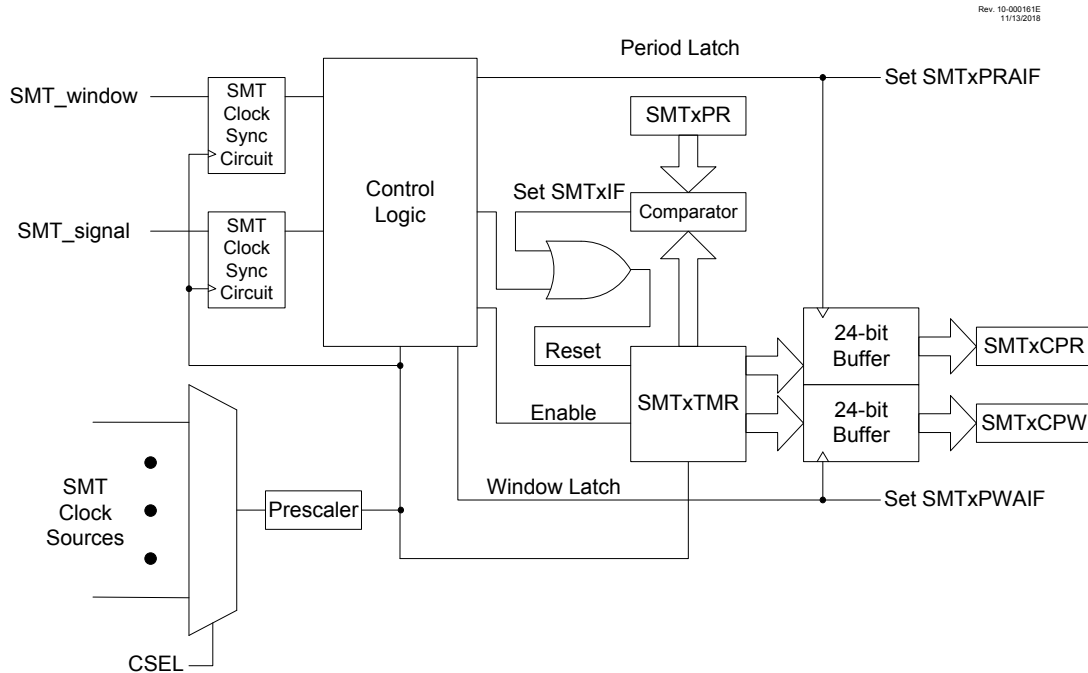 Rev. 10-000161E
11/13/2018
Period Latch
Set SMTxPRAIF
SMT_window
SMT
Clock
Sync
Circuit
SMTxPR
Control
Logic
Set SMTxIF
Comparator
SMT_signal
SMT
Clock
Sync
Circuit
Reset
24-bit
Buffer
SMTxCPR
Enable
SMTxTMR
24-bit
Buffer
SMTxCPW
Window Latch
Set SMTxPWAIF
SMT
Clock
Sources
Prescaler
CSEL